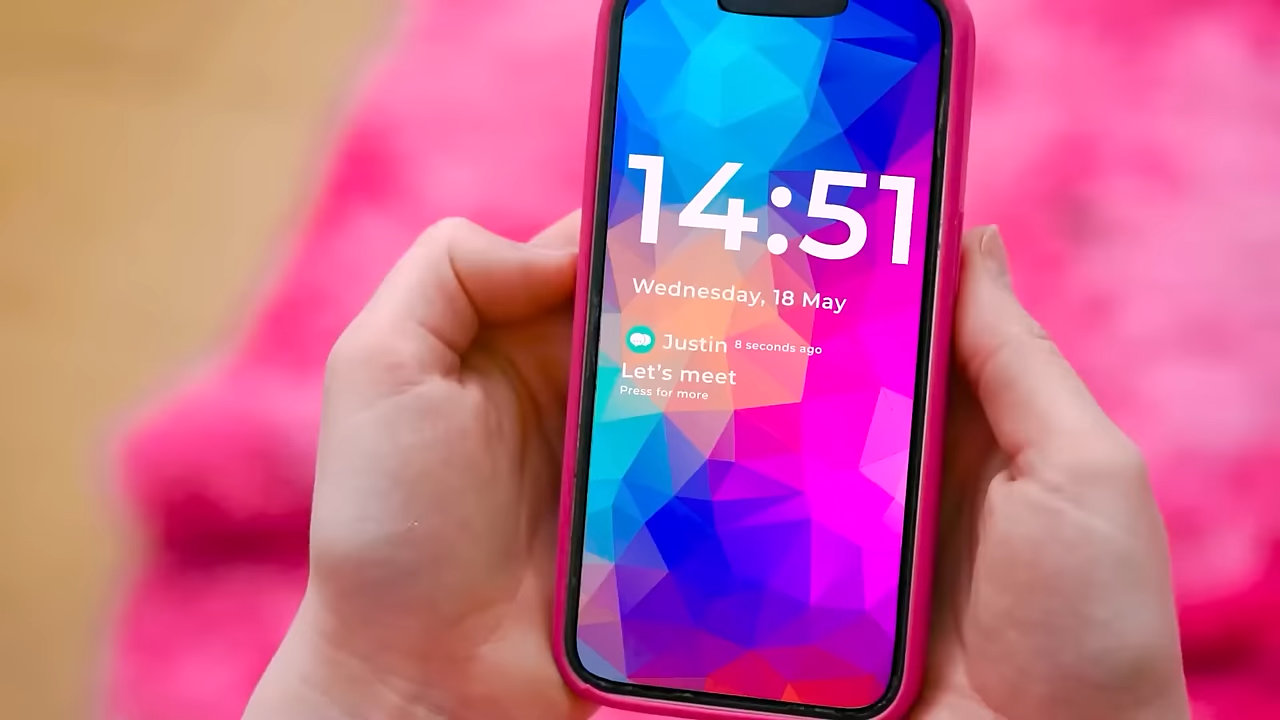 14:51
Wednesday, 18 May
Justin 8 seconds ago
Let's meet
Press for more